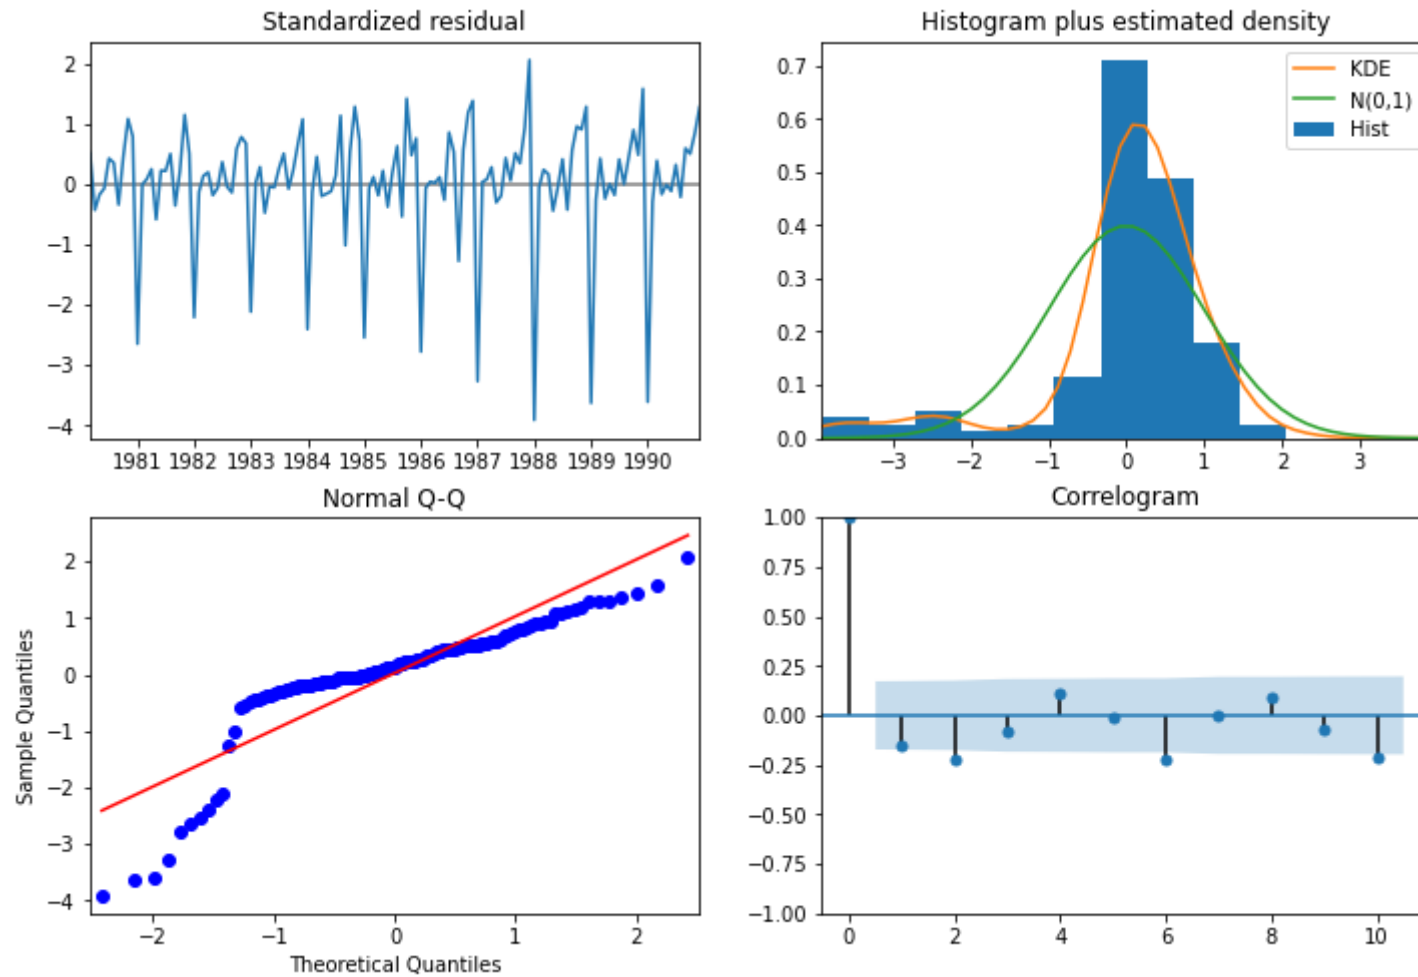 Standardized residual
2
1
0
−1
−2
−3
−4
1981 1982 1983 1984 1985 1986 1987 1988 1989 1990
Histogram plus estimated density
0.7
0.6
0.5
0.4
0.3
0.2
0.1
0.0
KDE
N(0,1)
Hist
−3 −2 −1 0 1 2 3
Normal Q-Q
Sample Quantiles
2
1
0
−1
−2
−3
−4
−2 −1 0 1 2
Theoretical Quantiles
Correlogram
1.00
0.75
0.50
0.25
0.00
−0.25
−0.50
−0.75
−1.00
0 2 4 6 8 10